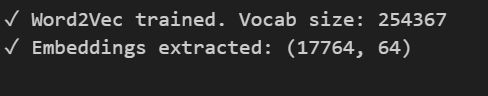 ✓ Word2Vec trained. Vocab size: 254367
✓ Embeddings extracted: (17764, 64)